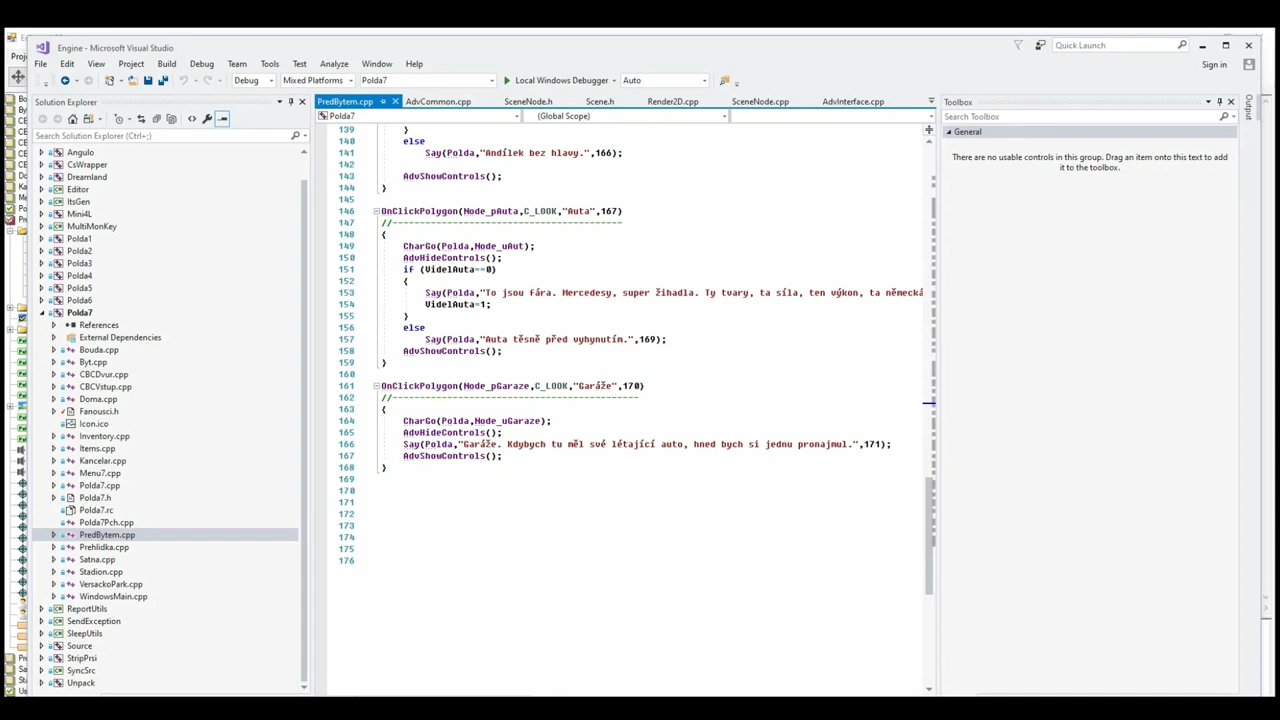 Engine - Microsoft Visual Studio
Quick Launch
File Edit View Project Build Debug Team Tools Test Analyze Window Help
Sign in
Debug Mixed Platforms Polda7 Local Windows Debugger Auto
Solution Explorer
PredBytem.cpp AdvCommon.cpp SceneNode.h Scene.h Render2D.cpp SceneNode.cpp AdvInterface.cpp
Toolbox
Output
Polda7 (Global Scope)
Search Toolbox
Search Solution Explorer (Ctrl+;)
General
There are no usable controls in this group. Drag an item onto this text to add
it to the toolbox.
Angulo
CsWrapper
Dreamland
Editor
ItsGen
Mini4L
MultiMonKey
Polda1
Polda2
Polda3
Polda4
Polda5
Polda6
Polda7
References
External Dependencies
Bouda.cpp
Byt.cpp
CBCDvur.cpp
CBCVstup.cpp
Doma.cpp
Fanousci.h
Icon.ico
Inventory.cpp
Items.cpp
Kancelar.cpp
Menu7.cpp
Polda7.cpp
Polda7.h
Polda7.rc
Polda7Pch.cpp
PredBytem.cpp
Prehlidka.cpp
Satna.cpp
Stadion.cpp
VersackoPark.cpp
WindowsMain.cpp
ReportUtils
SendException
SleepUtils
Source
StripPrsi
SyncSrc
Unpack
139 }
140 else
141 Say(Polda,"Andílek bez hlavy.",166);
142
143 AdvShowControls();
144 }
145
146 OnClickPolygon(Node_pAuta,C_LOOK,"Auta",167)
147 //------------------------------------------
148 {
149 CharGo(Polda,Node_uAut);
150 AdvHideControls();
151 if (VidelAuta==0)
152 {
153 Say(Polda,"To jsou fára. Mercedesy, super žihadla. Ty tvary, ta síla, ten výkon, ta německá
154 VidelAuta=1;
155 }
156 else
157 Say(Polda,"Auta těsně před vyhynutím.",169);
158 AdvShowControls();
159 }
160
161 OnClickPolygon(Node_pGaraze,C_LOOK,"Garáže",170)
162 //---------------------------------------------
163 {
164 CharGo(Polda,Node_uGaraze);
165 AdvHideControls();
166 Say(Polda,"Garáže. Kdybych tu měl své létající auto, hned bych si jednu pronajmul.",171);
167 AdvShowControls();
168 }
169
170
171
172
173
174
175
176